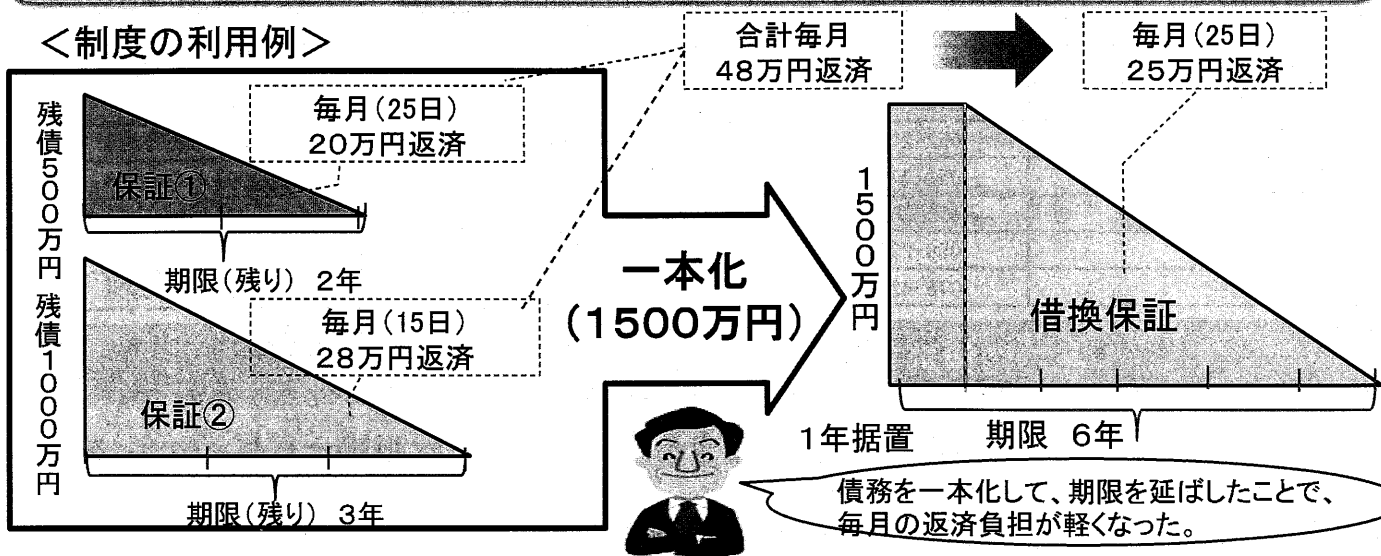 ＜制度の利用例＞
合計毎月
48万円返済
毎月(25日)
25万円返済
残債500万円
毎月(25日)
20万円返済
保証①
期限(残り) 2年
残債1000万円
毎月(15日)
28万円返済
保証②
期限(残り) 3年
一本化
(1500万円)
1500万円
借換保証
1年据置
期限 6年
債務を一本化して、期限を延ばしたことで、
毎月の返済負担が軽くなった。